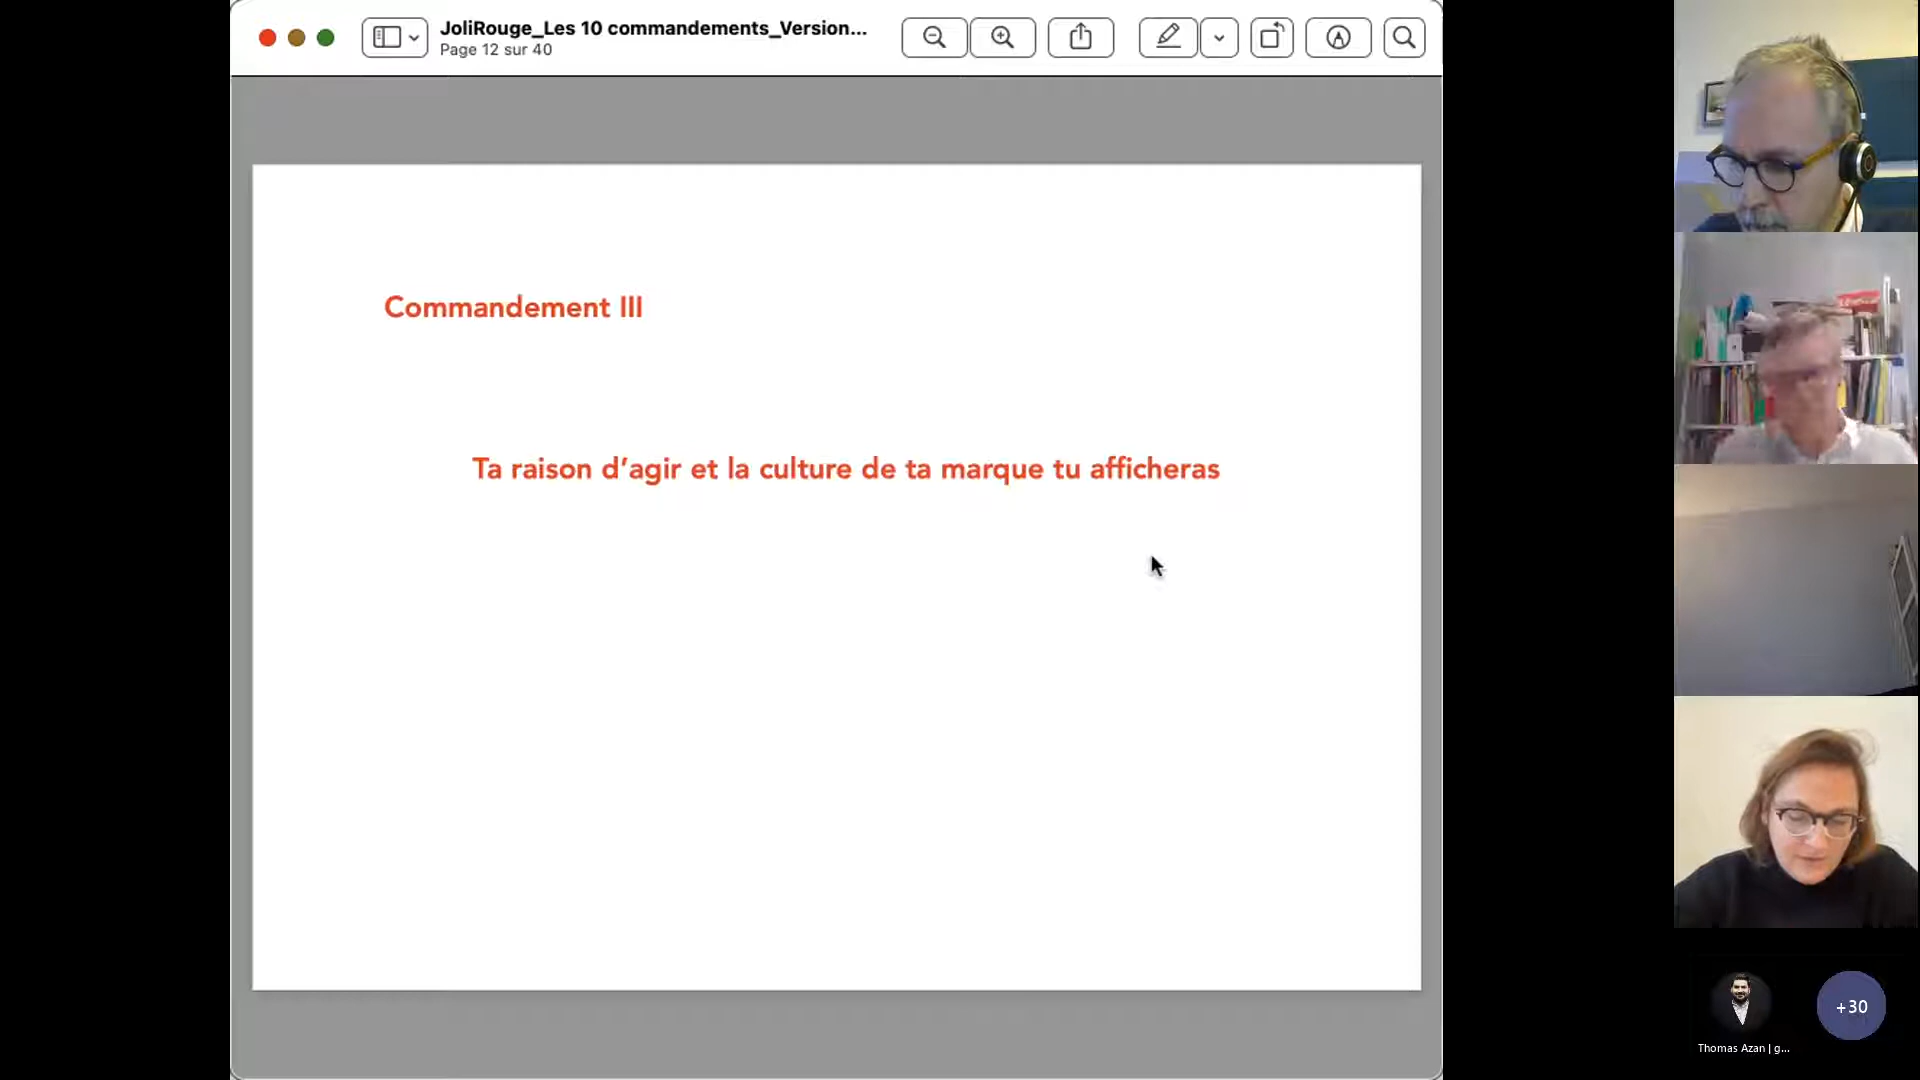 JoliRouge_Les 10 commandements_Version...
Page 12 sur 40
Commandement III
Ta raison d’agir et la culture de ta marque tu afficheras
+30
Thomas Azan | g...